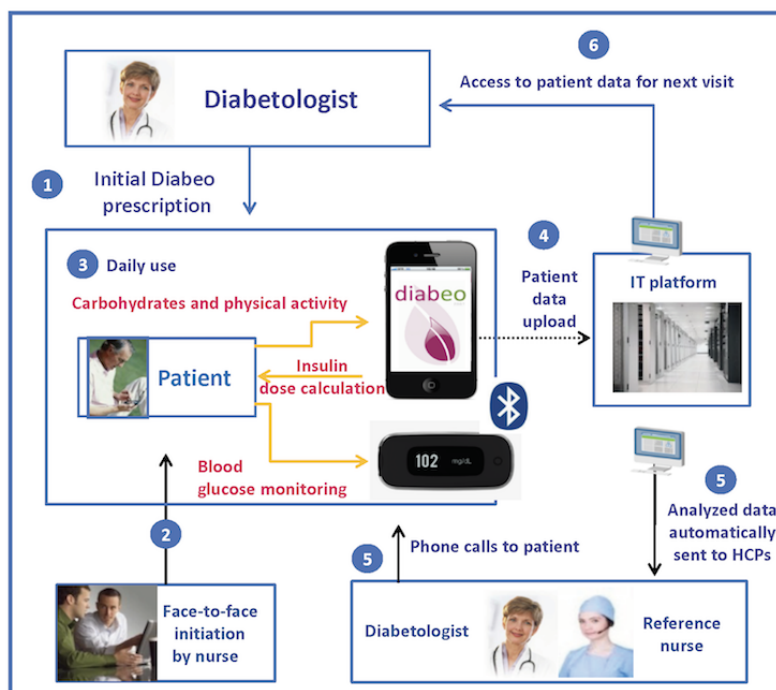 6
Access to patient data for next visit
Diabetologist
1
Initial Diabeo
prescription
3
Daily use
Carbohydrates and physical activity
diabeo
Patient
Insulin
dose calculation
4
Patient
data
upload
IT platform
102
mg/dL
Blood
glucose monitoring
2
Face-to-face
initiation
by nurse
5
Phone calls to patient
5
Analyzed data
automatically
sent to HCPs
Diabetologist
Reference
nurse